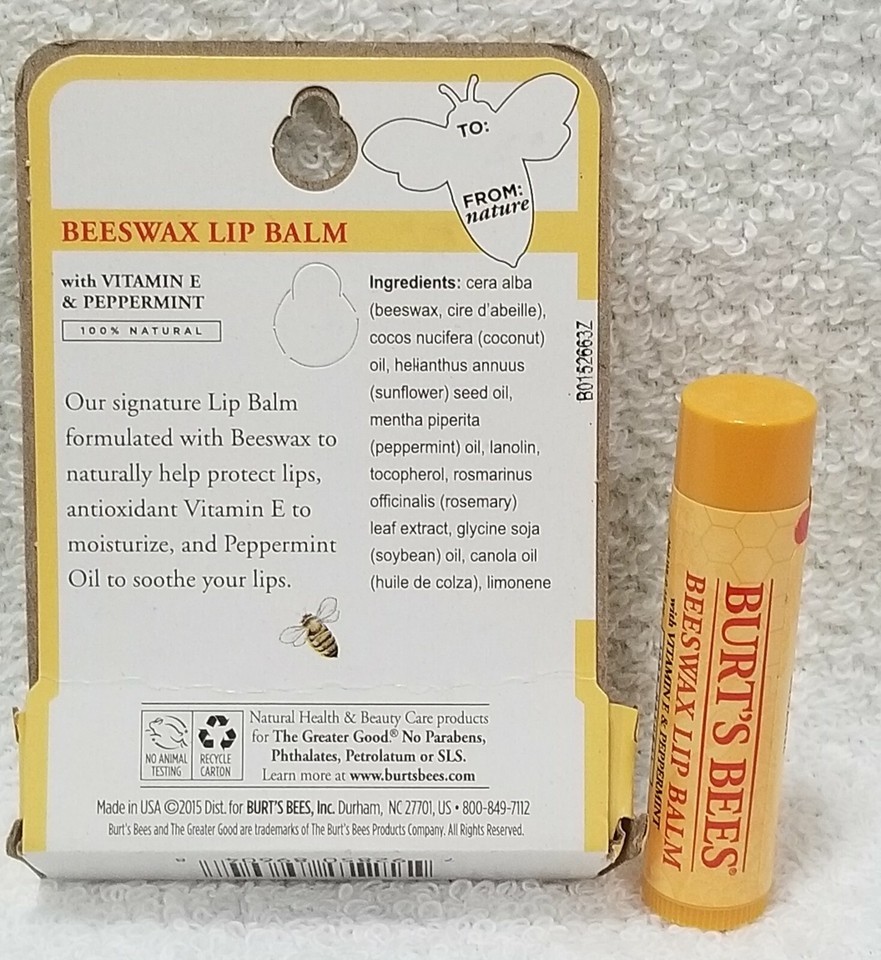 TO:
FROM:
nature
BEESWAX LIP BALM
with VITAMIN E
& PEPPERMINT
100% NATURAL
Our signature Lip Balm
formulated with Beeswax to
naturally help protect lips,
antioxidant Vitamin E to
moisturize, and Peppermint
Oil to soothe your lips.
Ingredients: cera alba
(beeswax, cire d'abeille),
cocos nucifera (coconut)
oil, helianthus annuus
(sunflower) seed oil,
mentha piperita
(peppermint) oil, lanolin,
tocopherol, rosmarinus
officinalis (rosemary)
leaf extract, glycine soja
(soybean) oil, canola oil
(huile de colza), limonene
B0152663Z
NO ANIMAL
TESTING
RECYCLE
CARTON
Natural Health & Beauty Care products
for The Greater Good.® No Parabens,
Phthalates, Petrolatum or SLS.
Learn more at www.burtsbees.com
Made in USA ©2015 Dist. for BURT'S BEES, Inc. Durham, NC 27701, US • 800-849-7112
Burt's Bees and The Greater Good are trademarks of The Burt's Bees Products Company. All Rights Reserved.
BURT'S BEES®
BEESWAX LIP BALM
with VITAMIN E & PEPPERMINT